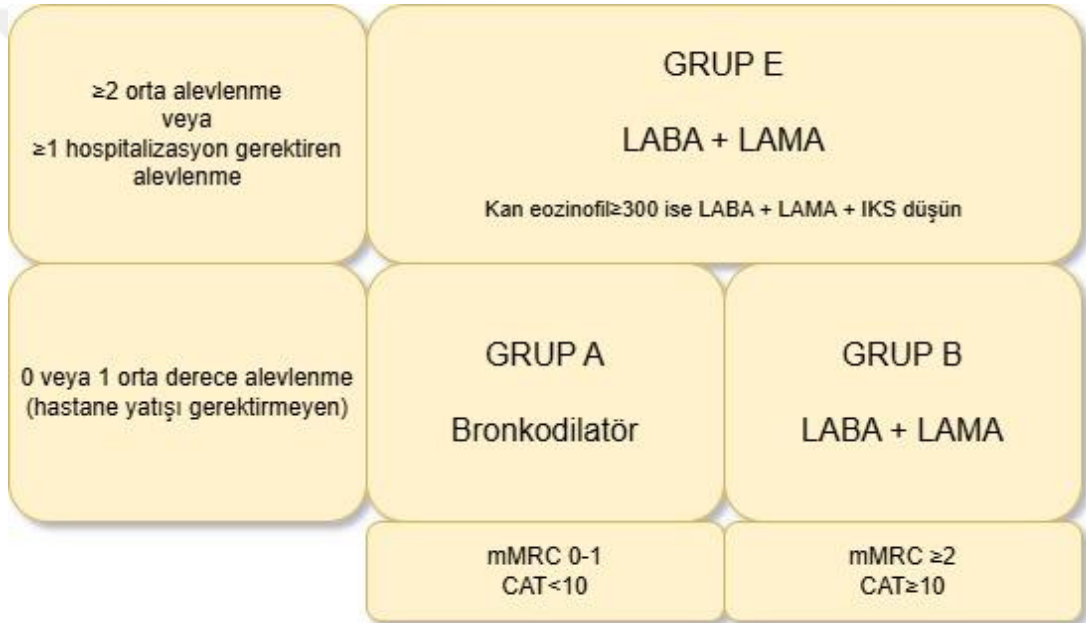 ≥2 orta alevlenme
veya
≥1 hospitalizasyon gerektiren
alevlenme
GRUP E
LABA + LAMA
Kan eozinofil≥300 ise LABA + LAMA + IKS düşün
0 veya 1 orta derece alevlenme
(hastane yatışı gerektirmeyen)
GRUP A
Bronkodilatör
GRUP B
LABA + LAMA
mMRC 0-1
CAT<10
mMRC ≥2
CAT≥10